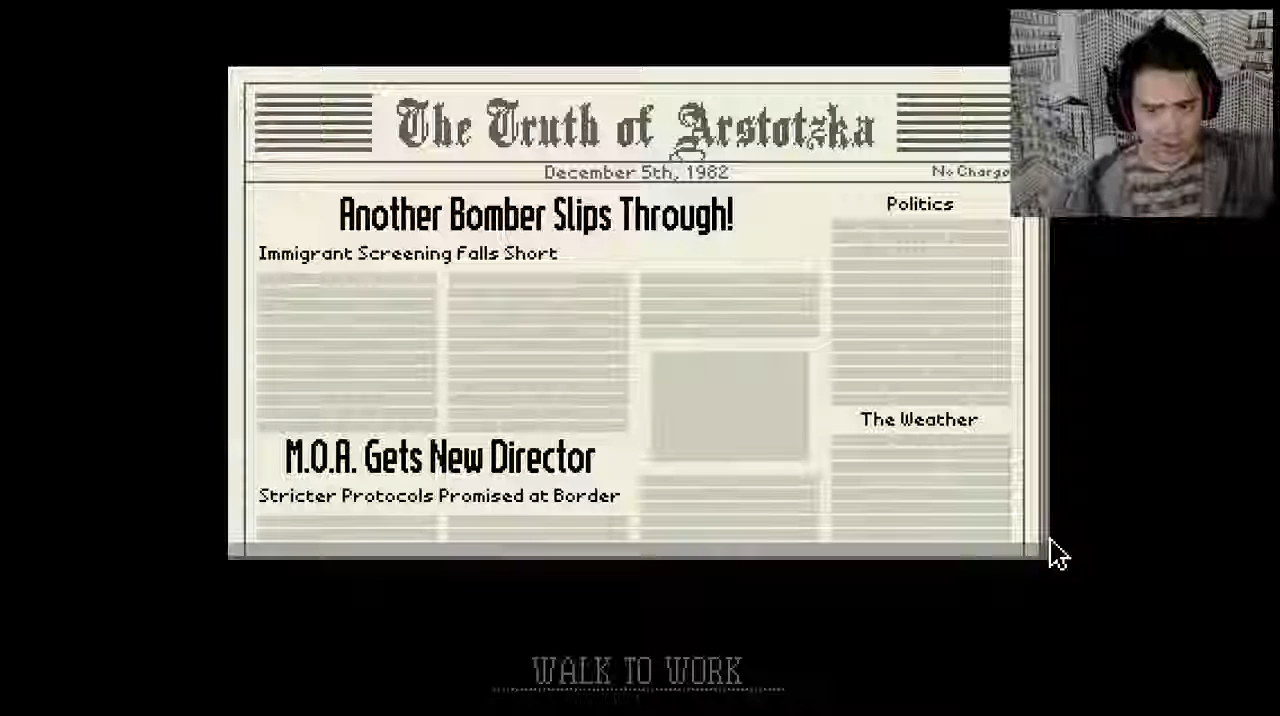 The Truth of Arstotzka
December 5th, 1982
No Charge
Another Bomber Slips Through!
Immigrant Screening Falls Short
Politics
The Weather
M.O.A. Gets New Director
Stricter Protocols Promised at Border
WALK TO WORK